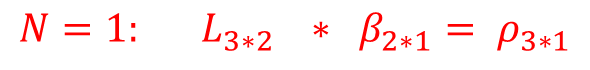 N = 1: L₃*₂ * β₂*₁ = ρ₃*₁